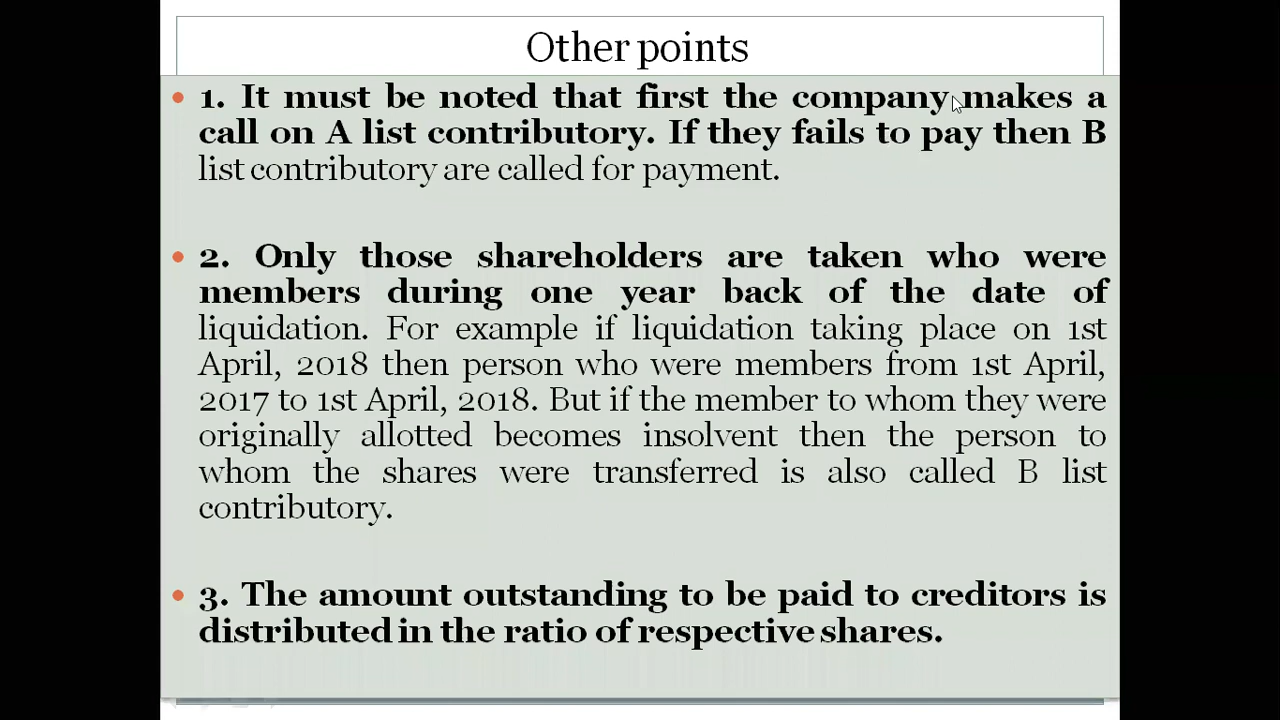 Other points
• 1. It must be noted that first the company makes a
call on A list contributory. If they fails to pay then B
list contributory are called for payment.
• 2. Only those shareholders are taken who were
members during one year back of the date of
liquidation. For example if liquidation taking place on 1st
April, 2018 then person who were members from 1st April,
2017 to 1st April, 2018. But if the member to whom they were
originally allotted becomes insolvent then the person to
whom the shares were transferred is also called B list
contributory.
• 3. The amount outstanding to be paid to creditors is
distributed in the ratio of respective shares.